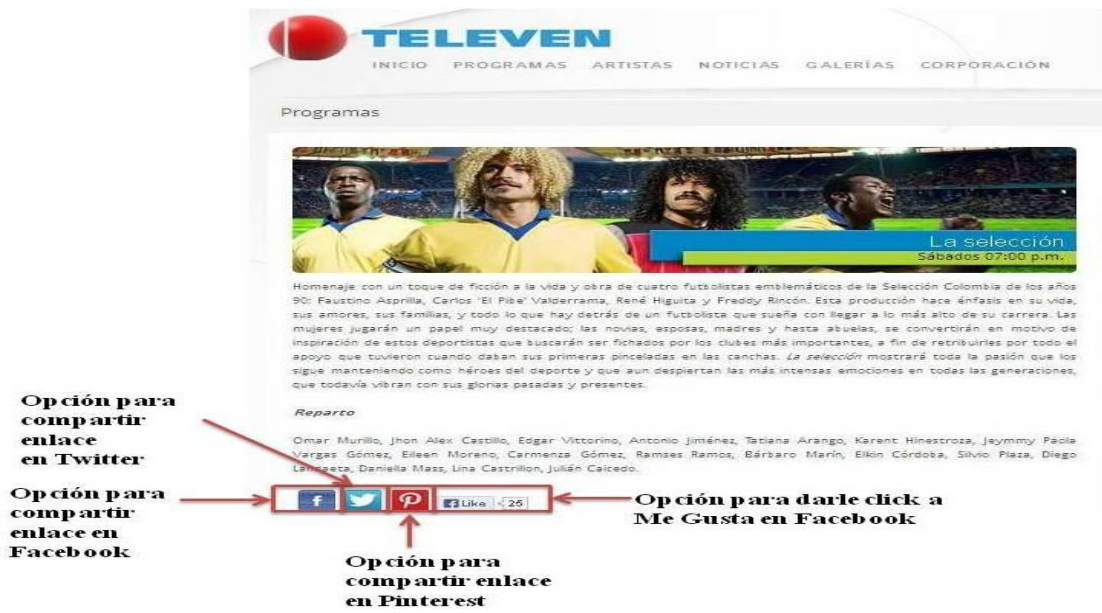 TELEVEN
INICIO PROGRAMAS ARTISTAS NOTICIAS GALERÍAS CORPORACIÓN
Programas
La selección
Sábados 07:00 p.m.
Homenaje con un toque de ficción a la vida y obra de cuatro futbolistas emblemáticos de la Selección Colombia de los años
90: Faustino Asprilla, Carlos 'El Pibe' Valderrama, René Higuita y Freddy Rincón. Esta producción hace énfasis en su vida,
sus amores, sus familias, y todo lo que hay detrás de un futbolista que sueña con llegar a lo más alto de su carrera. Las
mujeres jugarán un papel muy destacado; las novias, esposas, madres y hasta abuelas, se convertirán en motivo de
inspiración de estos deportistas que buscarán ser fichados por los clubes más importantes, a fin de retribuirles por todo el
apoyo que tuvieron cuando daban sus primeras pinceladas en las canchas. La selección mostrará toda la pasión que los
sigue manteniendo como héroes del deporte y que aun despiertan las más intensas emociones en todas las generaciones,
que todavía vibran con sus glorias pasadas y presentes.
Reparto
Omar Murillo, Jhon Alex Castillo, Edgar Vittorino, Antonio Jiménez, Tatiana Arango, Karent Hinestroza, Jeymmy Paola
Vargas Gómez, Eileen Moreno, Carmenza Gómez, Ramses Ramos, Bárbaro Marín, Elkin Córdoba, Silvio Plaza, Diego
Landaeta, Daniella Mass, Lina Castrillon, Julián Caicedo.
Opción para
compartir
enlace
en Twitter
Opción para
compartir
enlace en
Facebook
Like 25
Opción para darle click a
Me Gusta en Facebook
Opción para
compartir enlace
en Pinterest